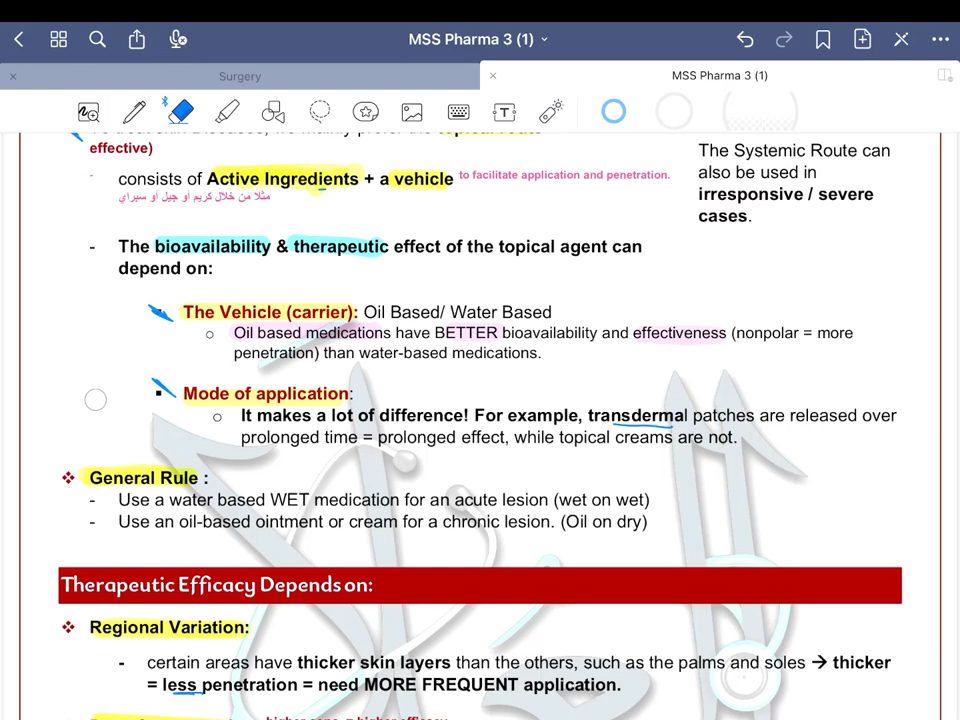 MSS Pharma 3 (1)
Surgery
MSS Pharma 3 (1)
topical route
effective)
The Systemic Route can
also be used in
irresponsive / severe
cases.
- consists of Active Ingredients + a vehicle to facilitate application and penetration.
مثلا من خلال كريم أو جيل أو سبراي
- The bioavailability & therapeutic effect of the topical agent can
depend on:
The Vehicle (carrier): Oil Based/ Water Based
o Oil based medications have BETTER bioavailability and effectiveness (nonpolar = more
penetration) than water-based medications.
▪ Mode of application:
o It makes a lot of difference! For example, transdermal patches are released over
prolonged time = prolonged effect, while topical creams are not.
❖ General Rule :
- Use a water based WET medication for an acute lesion (wet on wet)
- Use an oil-based ointment or cream for a chronic lesion. (Oil on dry)
Therapeutic Efficacy Depends on:
❖ Regional Variation:
- certain areas have thicker skin layers than the others, such as the palms and soles → thicker
= less penetration = need MORE FREQUENT application.